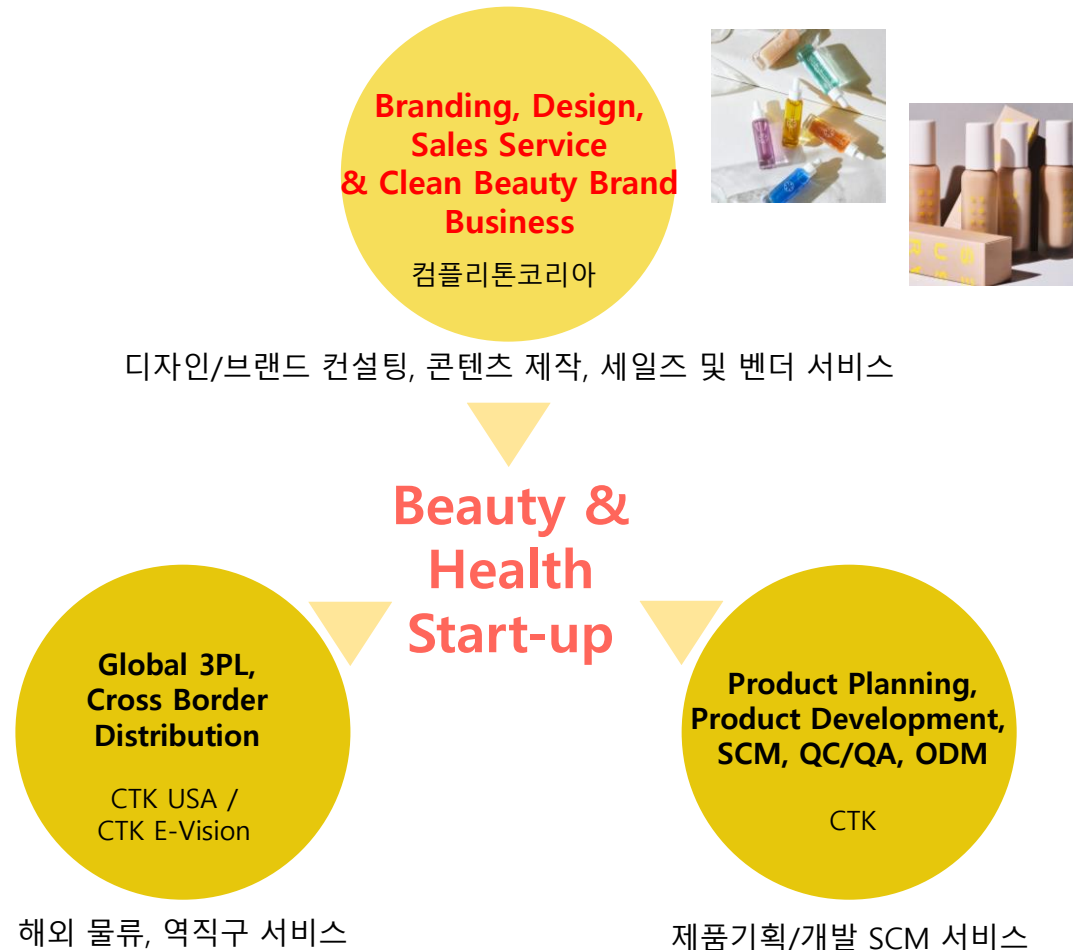 Branding, Design,
Sales Service
& Clean Beauty Brand
Business
컴플리톤코리아
디자인/브랜드 컨설팅, 콘텐츠 제작, 세일즈 및 벤더 서비스
Beauty &
Health
Start-up
Global 3PL,
Cross Border
Distribution
CTK USA /
CTK E-Vision
해외 물류, 역직구 서비스
Product Planning,
Product Development,
SCM, QC/QA, ODM
CTK
제품기획/개발 SCM 서비스